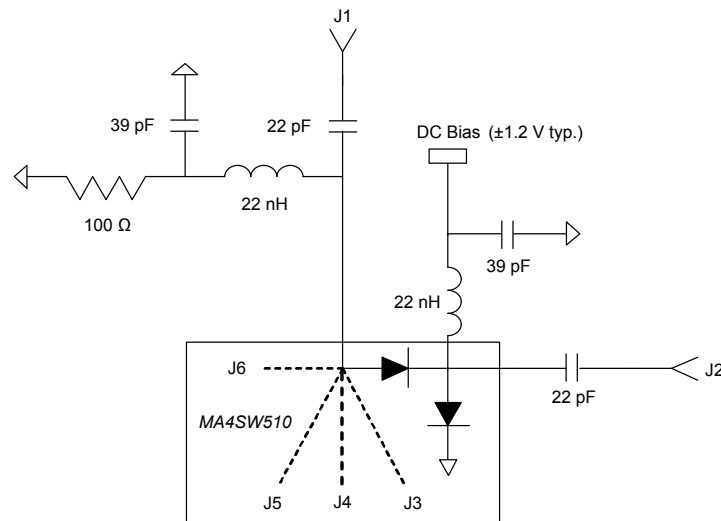 J1
39 pF
22 pF
DC Bias (±1.2 V typ.)
22 nH
100 Ω
39 pF
22 nH
J6
J2
22 pF
MA4SW510
J5
J4
J3